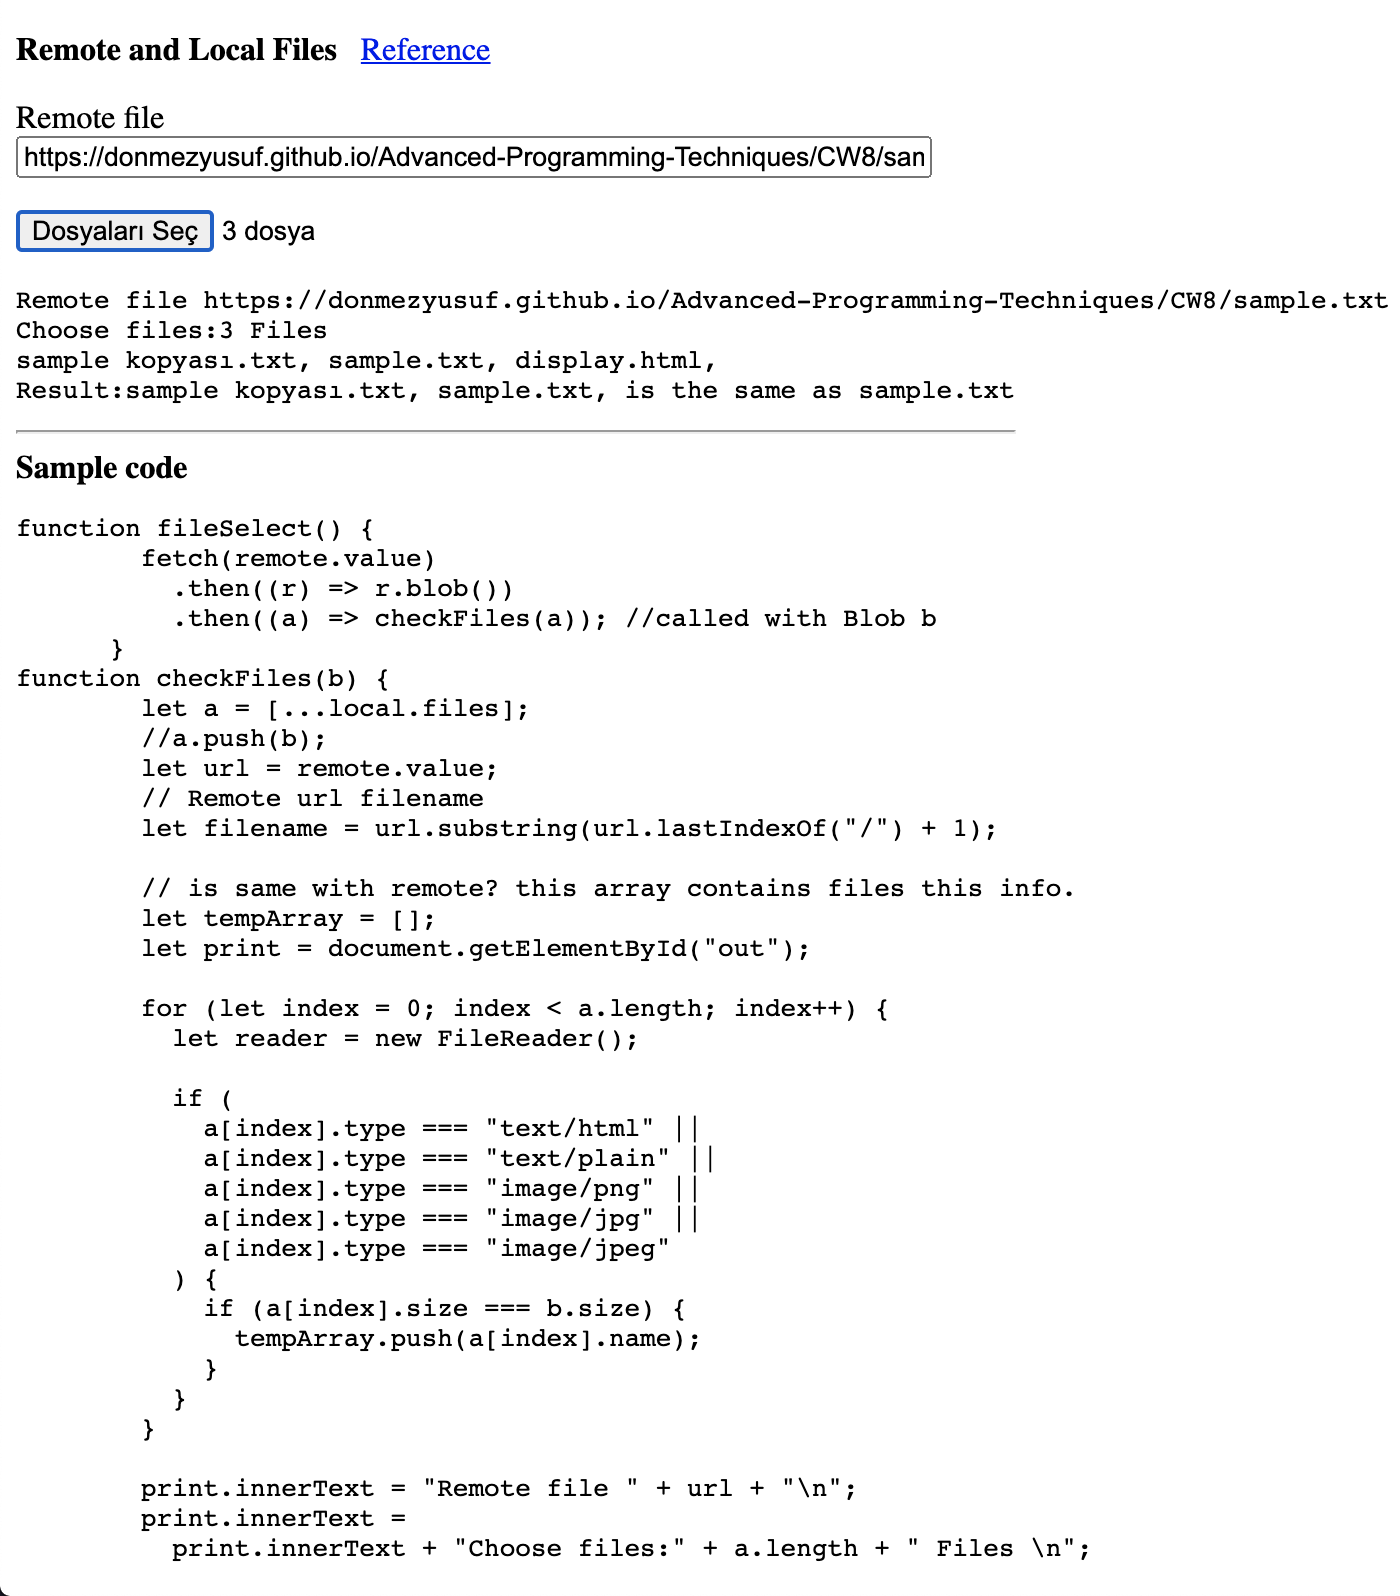 Remote and Local Files Reference
Remote file
https://donmezyusuf.github.io/Advanced-Programming-Techniques/CW8/san
Dosyaları Seç 3 dosya
Remote file https://donmezyusuf.github.io/Advanced-Programming-Techniques/CW8/sample.txt
Choose files:3 Files
sample kopyası.txt, sample.txt, display.html,
Result:sample kopyası.txt, sample.txt, is the same as sample.txt
Sample code
function fileSelect() {
        fetch(remote.value)
          .then((r) => r.blob())
          .then((a) => checkFiles(a)); //called with Blob b
      }
function checkFiles(b) {
        let a = [...local.files];
        //a.push(b);
        let url = remote.value;
        // Remote url filename
        let filename = url.substring(url.lastIndexOf("/") + 1);
        // is same with remote? this array contains files this info.
        let tempArray = [];
        let print = document.getElementById("out");
        for (let index = 0; index < a.length; index++) {
          let reader = new FileReader();
          if (
            a[index].type === "text/html" ||
            a[index].type === "text/plain" ||
            a[index].type === "image/png" ||
            a[index].type === "image/jpg" ||
            a[index].type === "image/jpeg"
          ) {
            if (a[index].size === b.size) {
              tempArray.push(a[index].name);
            }
          }
        }
        print.innerText = "Remote file " + url + "\n";
        print.innerText =
          print.innerText + "Choose files:" + a.length + " Files \n";